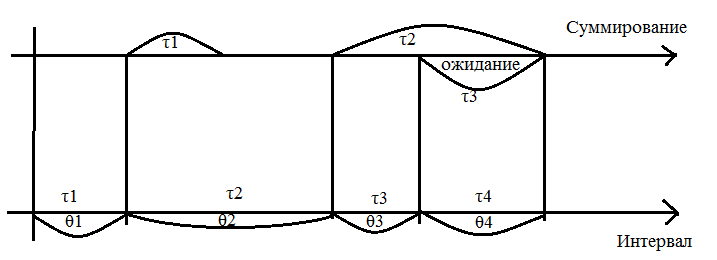 Суммирование
τ1
τ2
ожидание
τ3
τ1
τ2
τ3
τ4
θ1
θ2
θ3
θ4
Интервал